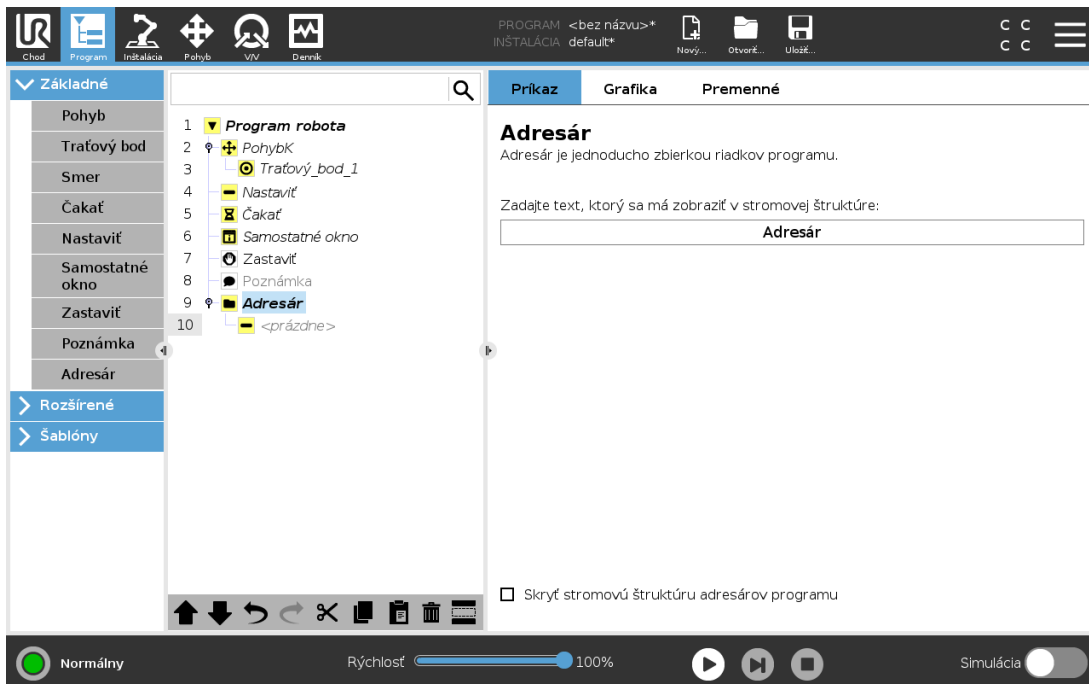 PROGRAM <bez názvu>*
INŠTALÁCIA default*
Chod
Program
Inštalácia
Pohyb
V/V
Denník
Nový...
Otvoriť...
Uložiť...
C C
C C
Základné
Pohyb
Traťový bod
Smer
Čakať
Nastaviť
Samostatné
okno
Zastaviť
Poznámka
Adresár
Rozšírené
Šablóny
1 Program robota
2 PohybK
3 Traťový_bod_1
4 Nastaviť
5 Čakať
6 Samostatné okno
7 Zastaviť
8 Poznámka
9 Adresár
10 <prázdne>
Príkaz Grafika Premenné
Adresár
Adresár je jednoducho zbierkou riadkov programu.
Zadajte text, ktorý sa má zobraziť v stromovej štruktúre:
Adresár
Skryť stromovú štruktúru adresárov programu
Normálny
Rýchlosť 100%
Simulácia